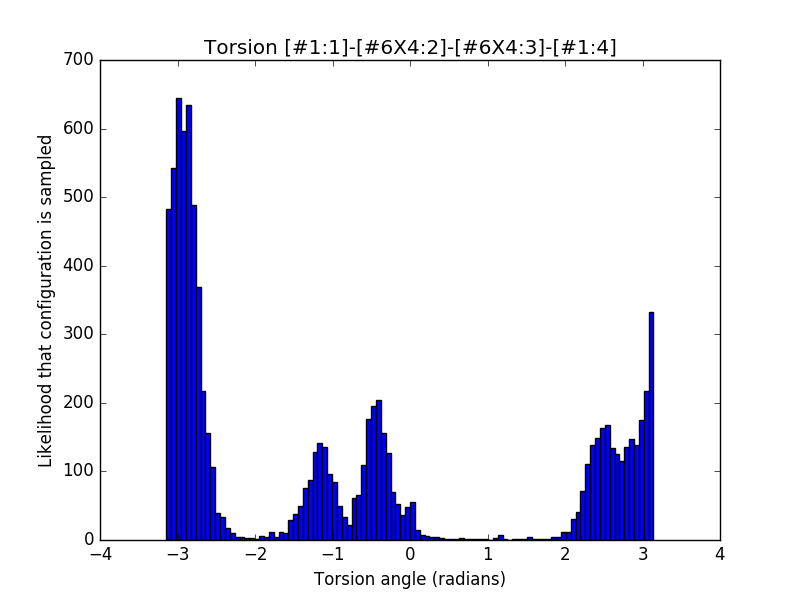 Torsion [#1:1]-[#6X4:2]-[#6X4:3]-[#1:4]
700
600
500
400
300
200
100
0
Likelihood that configuration is sampled
−4 −3 −2 −1 0 1 2 3 4
Torsion angle (radians)